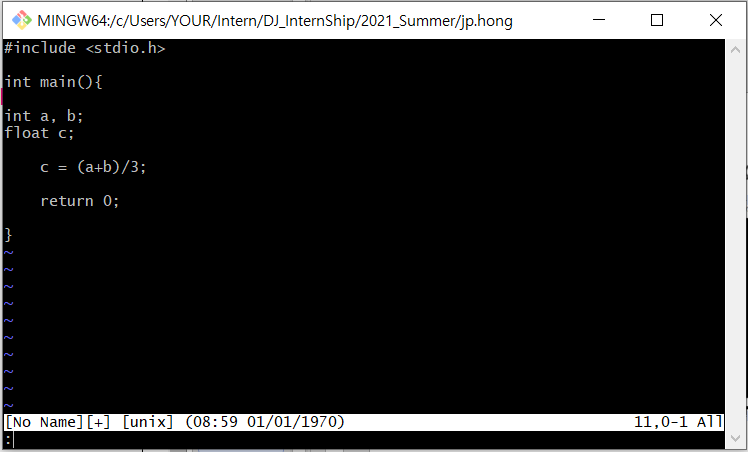 MINGW64:/c/Users/YOUR/Intern/DJ_InternShip/2021_Summer/jp.hong
#include <stdio.h>
int main(){
int a, b;
float c;
    c = (a+b)/3;
    return 0;
}
~
~
~
~
~
~
~
~
~
~
[No Name][+] [unix] (08:59 01/01/1970) 11,0-1 All
: